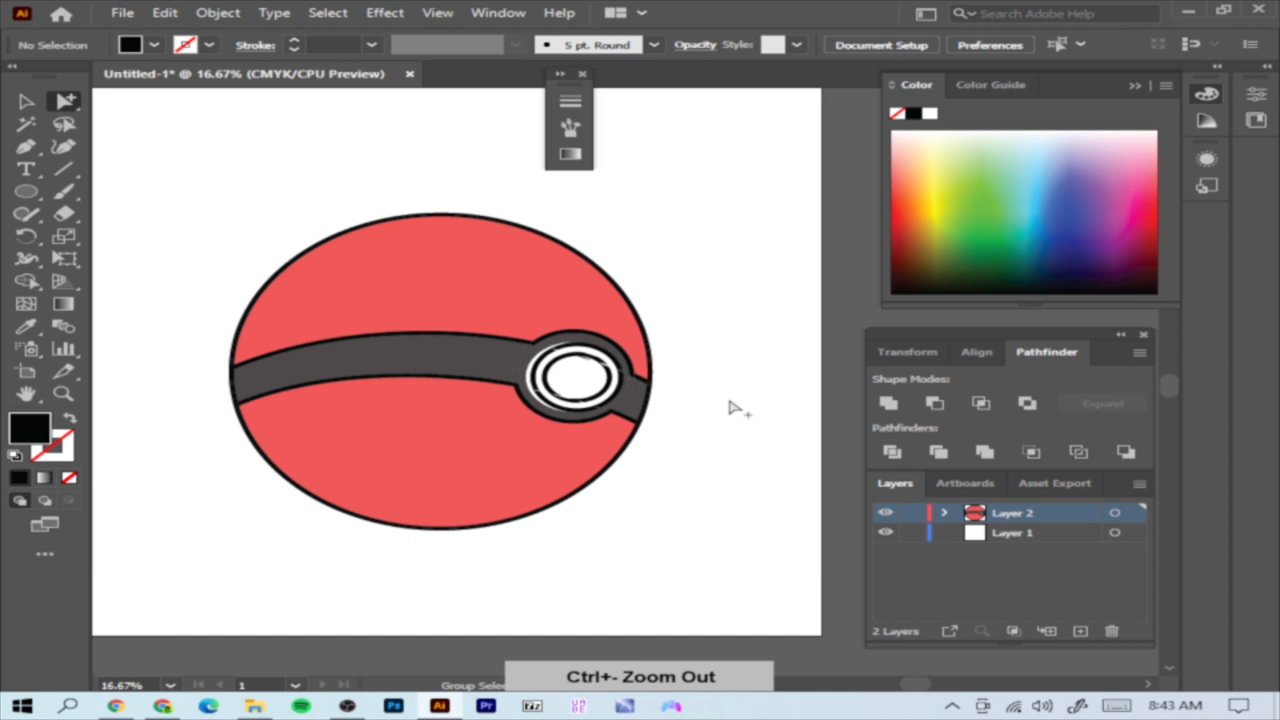 Ai File Edit Object Type Select Effect View Window Help Search Adobe Help
No Selection Stroke: 5 pt. Round Opacity Style: Document Setup Preferences
Untitled-1* @ 16.67% (CMYK/CPU Preview)
Color Color Guide
Transform Align Pathfinder
Shape Modes:
Expand
Pathfinders:
Layers Artboards Asset Export
Layer 2
Layer 1
2 Layers
Ctrl+- Zoom Out
16.67% 1 Group Selec
Ps Ai Pr 8:43 AM